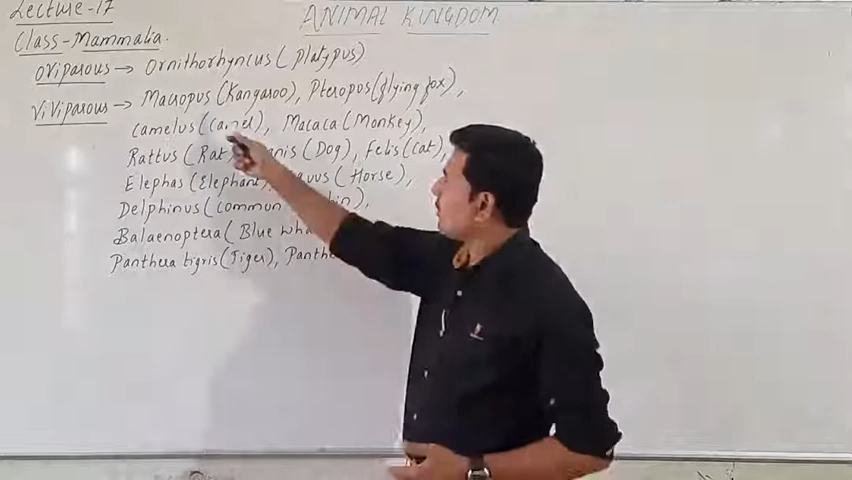 Lecture-17
ANIMAL KINGDOM
Class-Mammalia.
Oviparous → Ornithorhyncus (Platypus)
Viviparous → Macropus (Kangaroo), Pteropus (flying fox),
Camelus (Camel), Macaca (Monkey),
Rattus (Rat) (Dog), Felis (Cat),
Elephas (Elephant) (Horse),
Delphinus (common
Balaenoptera (Blue
Panthera tigris (Tiger),